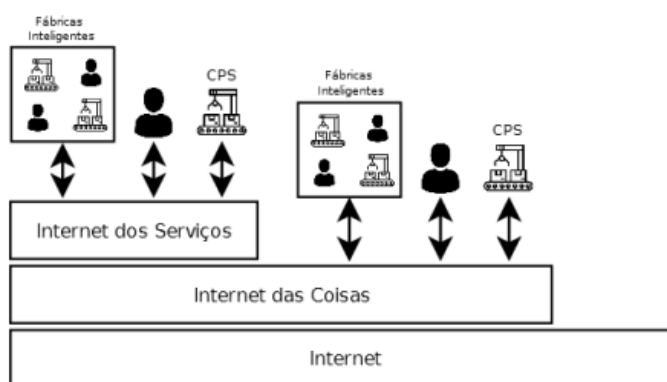 Fábricas
Inteligentes
CPS
Fábricas
Inteligentes
CPS
Internet dos Serviços
Internet das Coisas
Internet